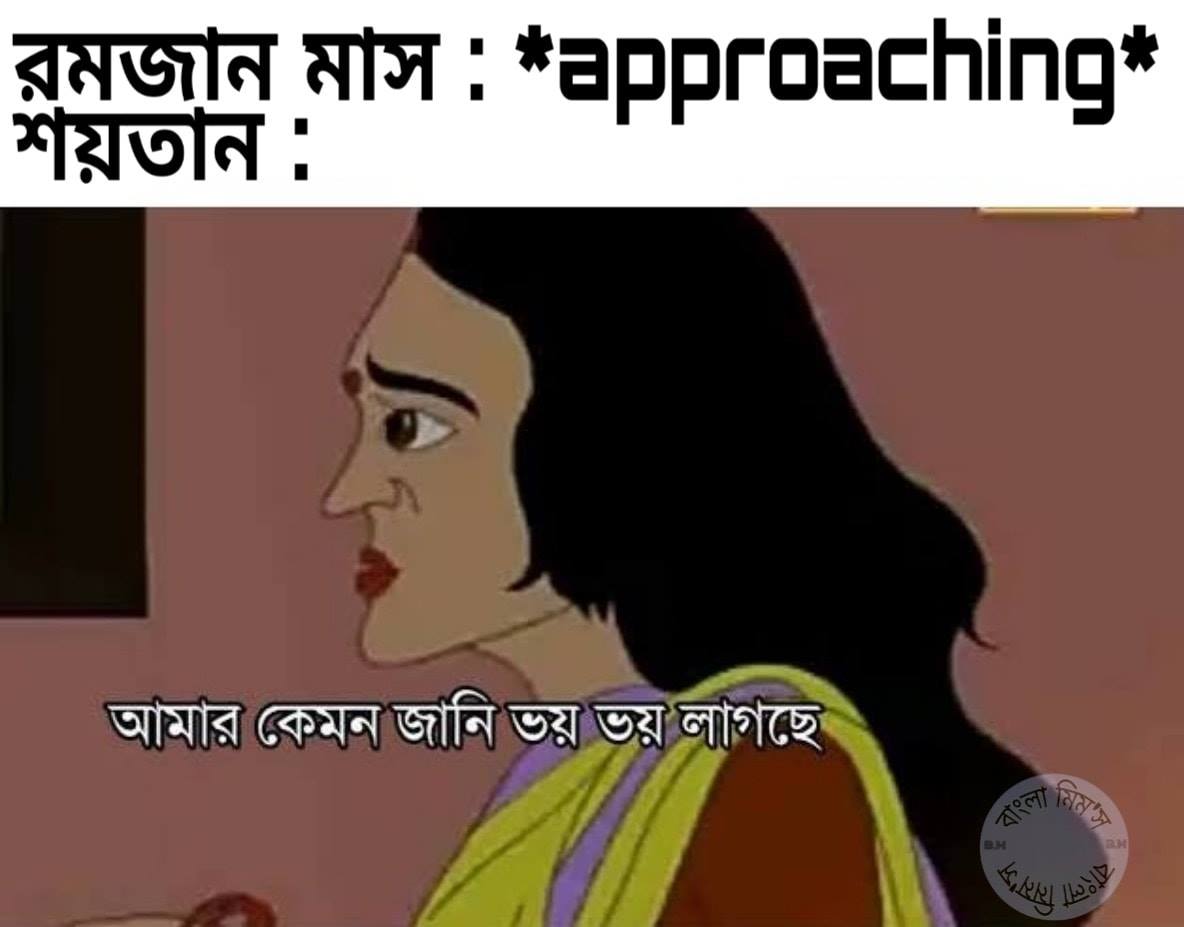 রমজান মাস : *approaching*
শয়তান :
আমার কেমন জানি ভয় ভয় লাগছে
বাংলা মিম'স
B.M B.M
বাংলা মিম'স